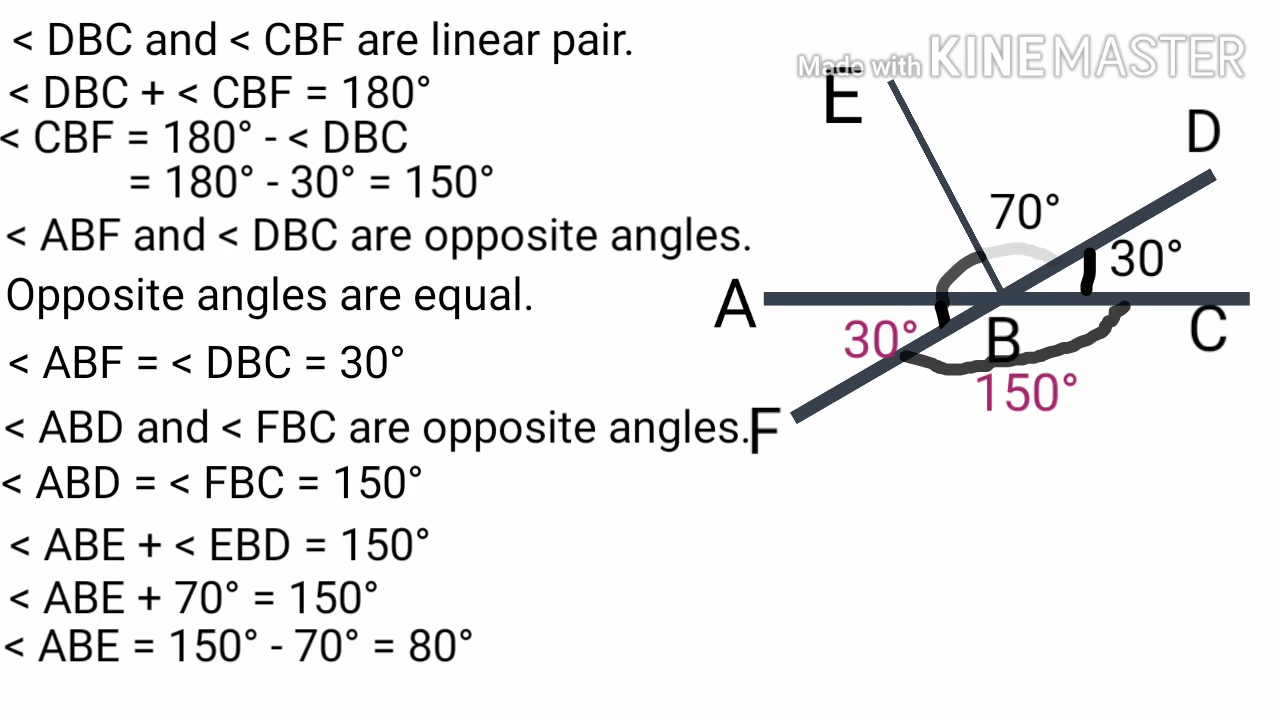 < DBC and < CBF are linear pair.
< DBC + < CBF = 180°
< CBF = 180° - < DBC
= 180° - 30° = 150°
< ABF and < DBC are opposite angles.
Opposite angles are equal.
< ABF = < DBC = 30°
< ABD and < FBC are opposite angles.
< ABD = < FBC = 150°
< ABE + < EBD = 150°
< ABE + 70° = 150°
< ABE = 150° - 70° = 80°
Made with KINEMASTER
E
D
70°
30°
A
30°
B
C
150°
F